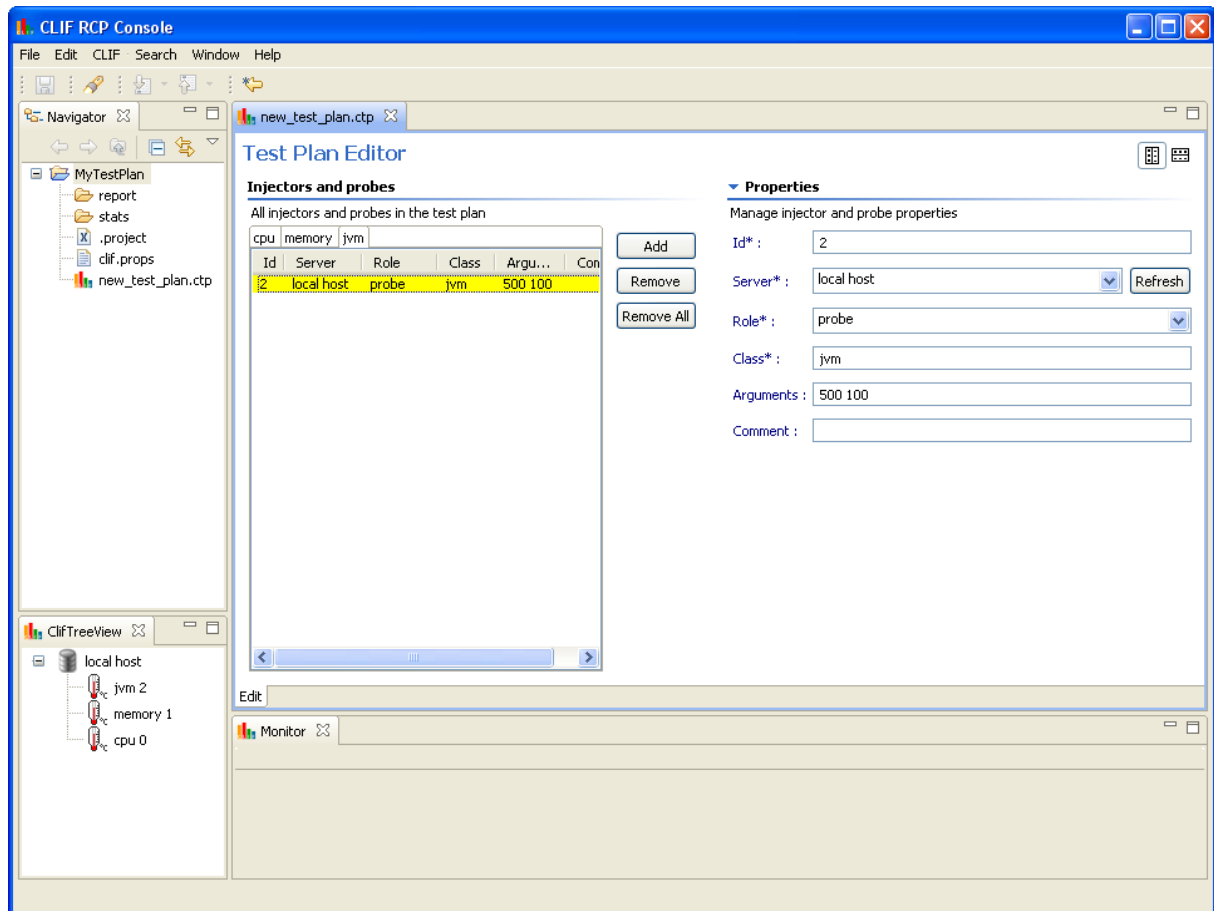 CLIF RCP Console
File Edit CLIF Search Window Help
Navigator
MyTestPlan
report
stats
.project
clif.props
new_test_plan.ctp
ClifTreeView
local host
jvm 2
memory 1
cpu 0
new_test_plan.ctp
Test Plan Editor
Injectors and probes
All injectors and probes in the test plan
cpu memory jvm
Id Server Role Class Argu... Con
2 local host probe jvm 500 100
Add
Remove
Remove All
Properties
Manage injector and probe properties
Id* : 2
Server* : local host Refresh
Role* : probe
Class* : jvm
Arguments : 500 100
Comment :
Edit
Monitor